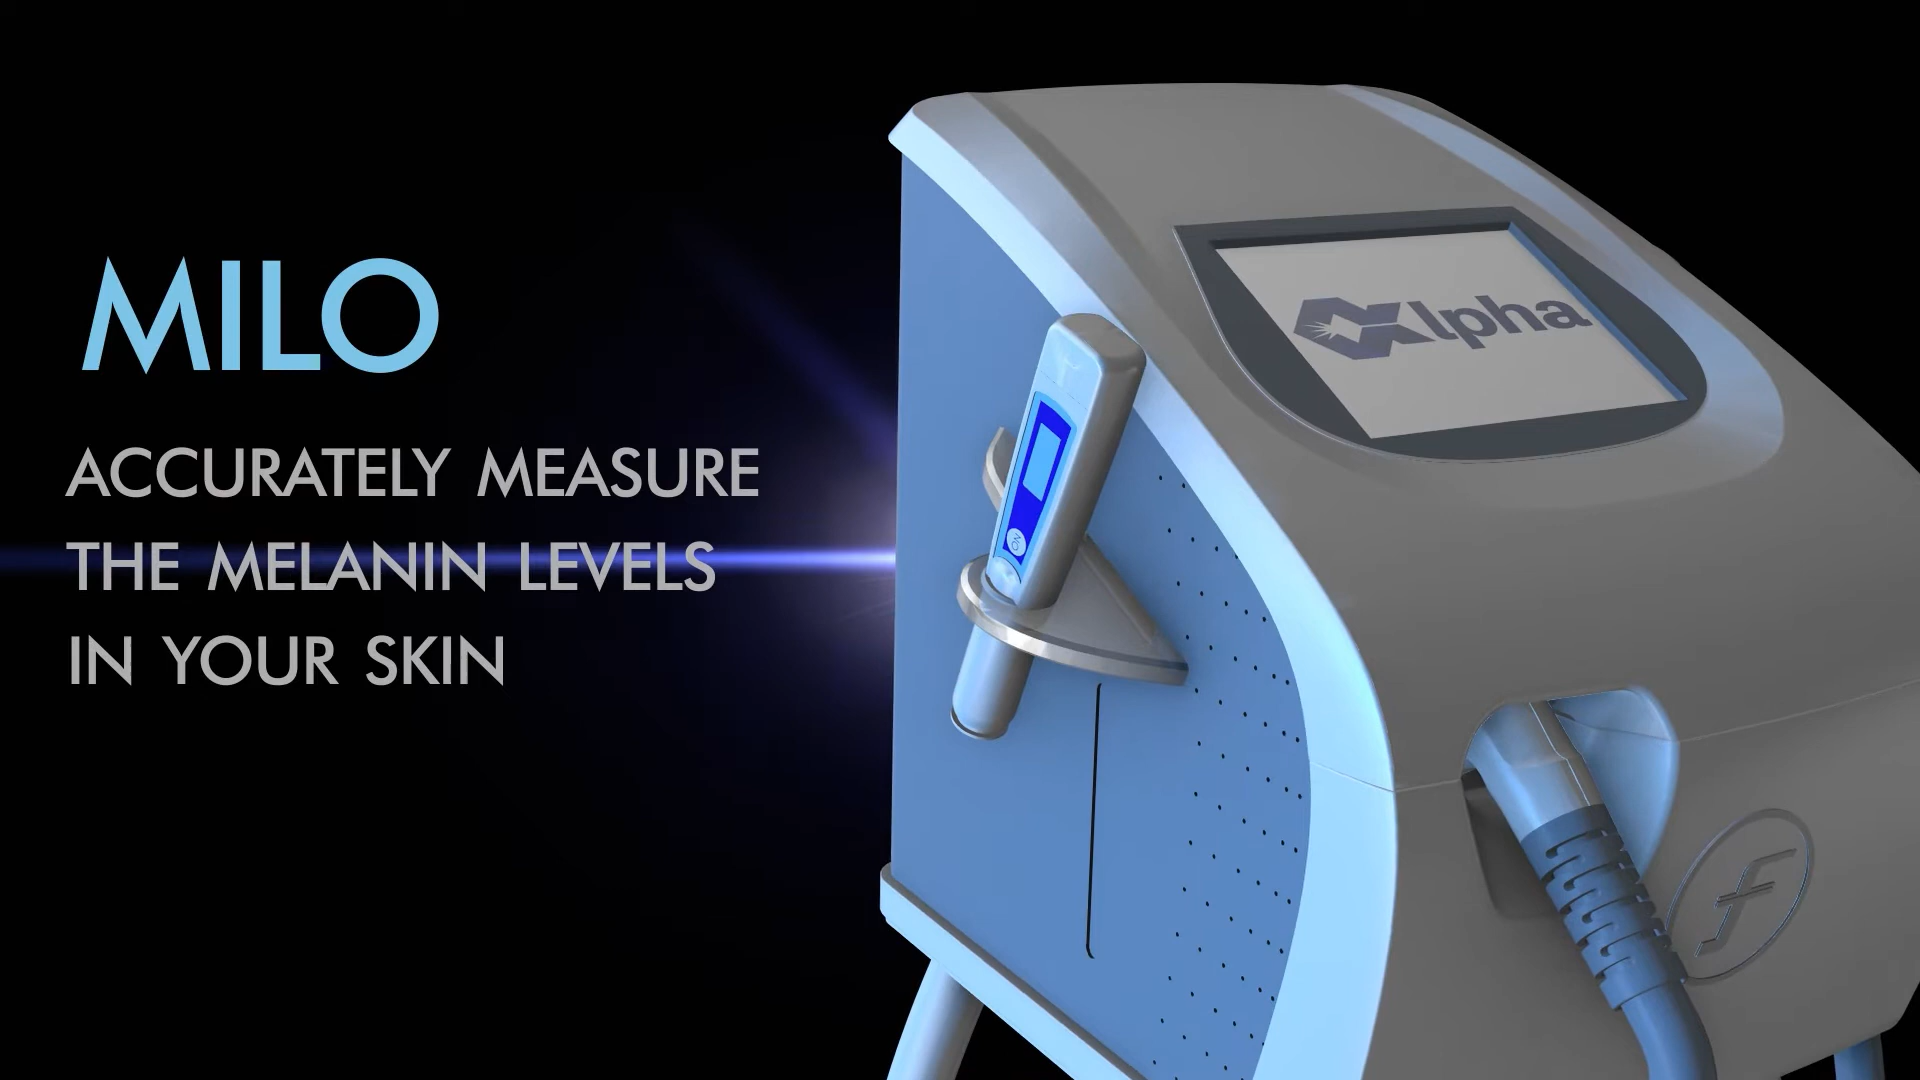 MILO
ACCURATELY MEASURE
THE MELANIN LEVELS
IN YOUR SKIN
Alpha
ON
f